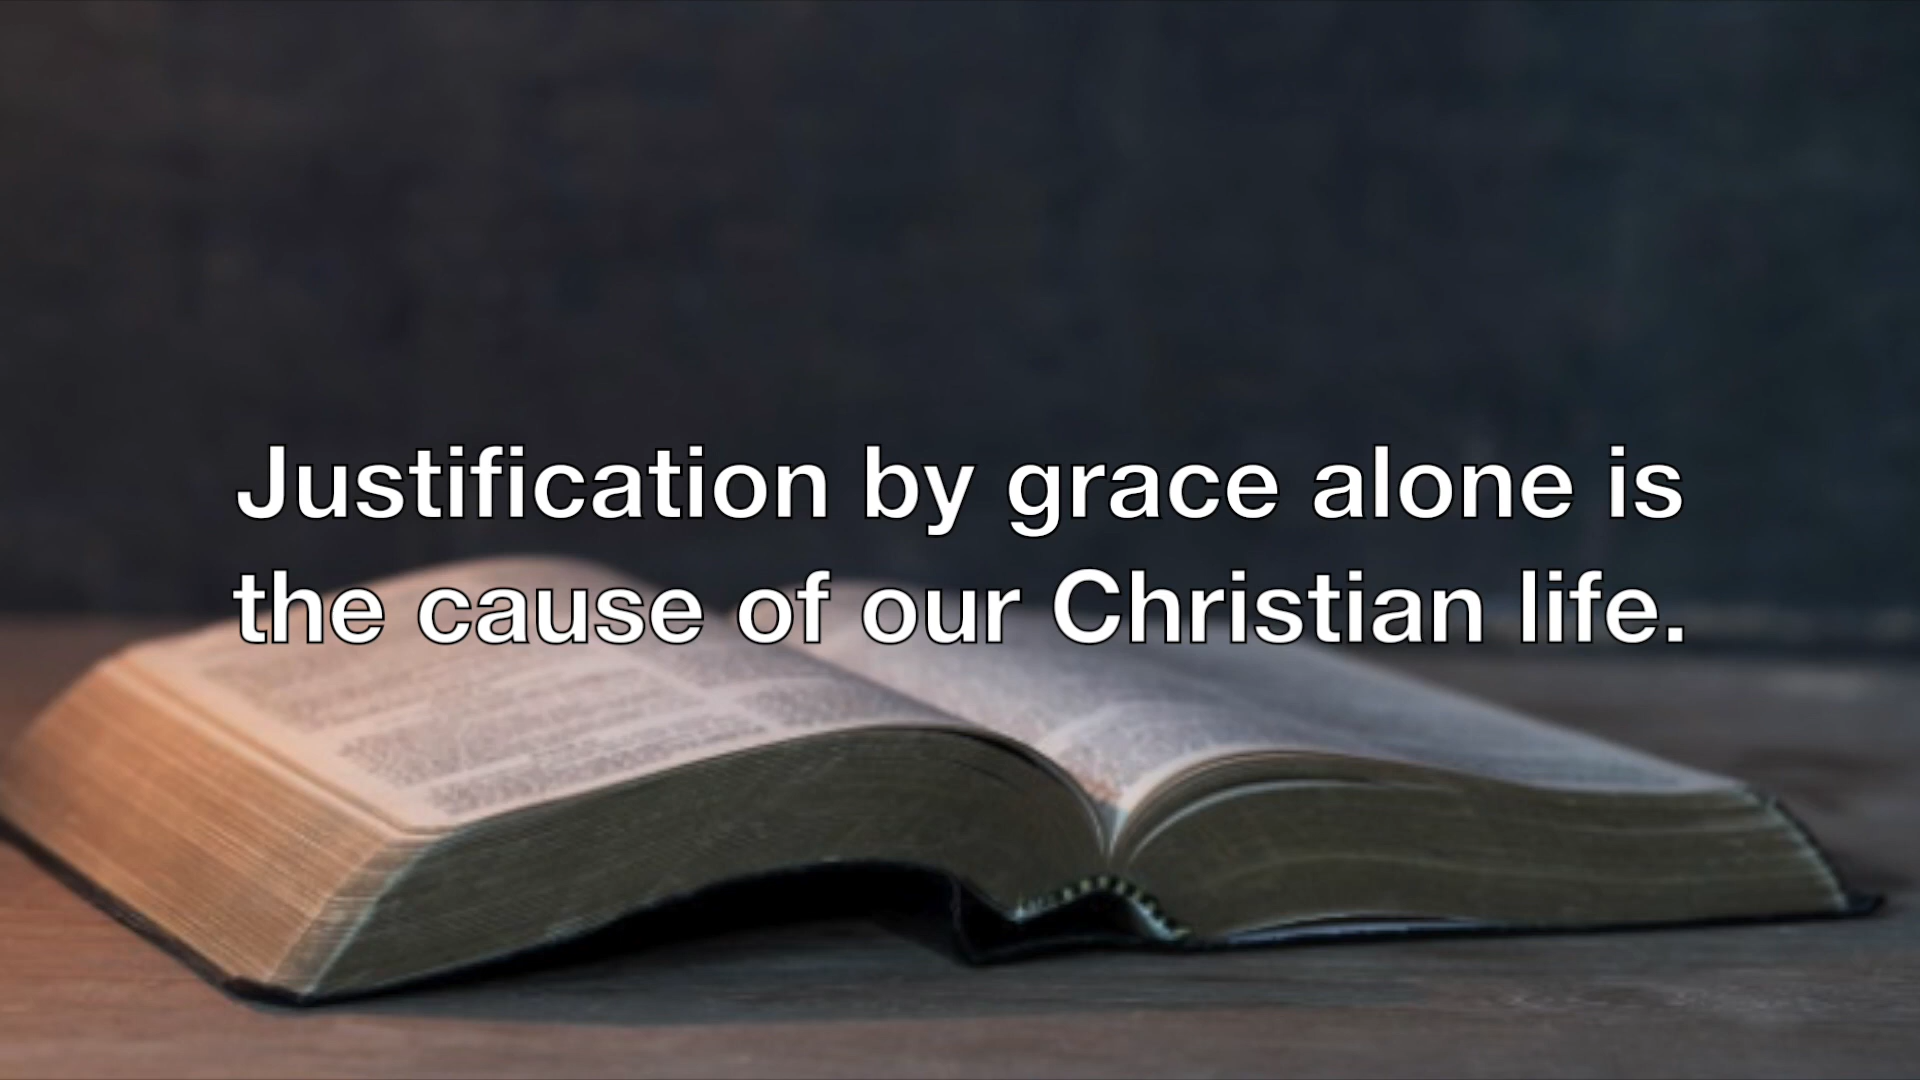 Justification by grace alone is
the cause of our Christian life.